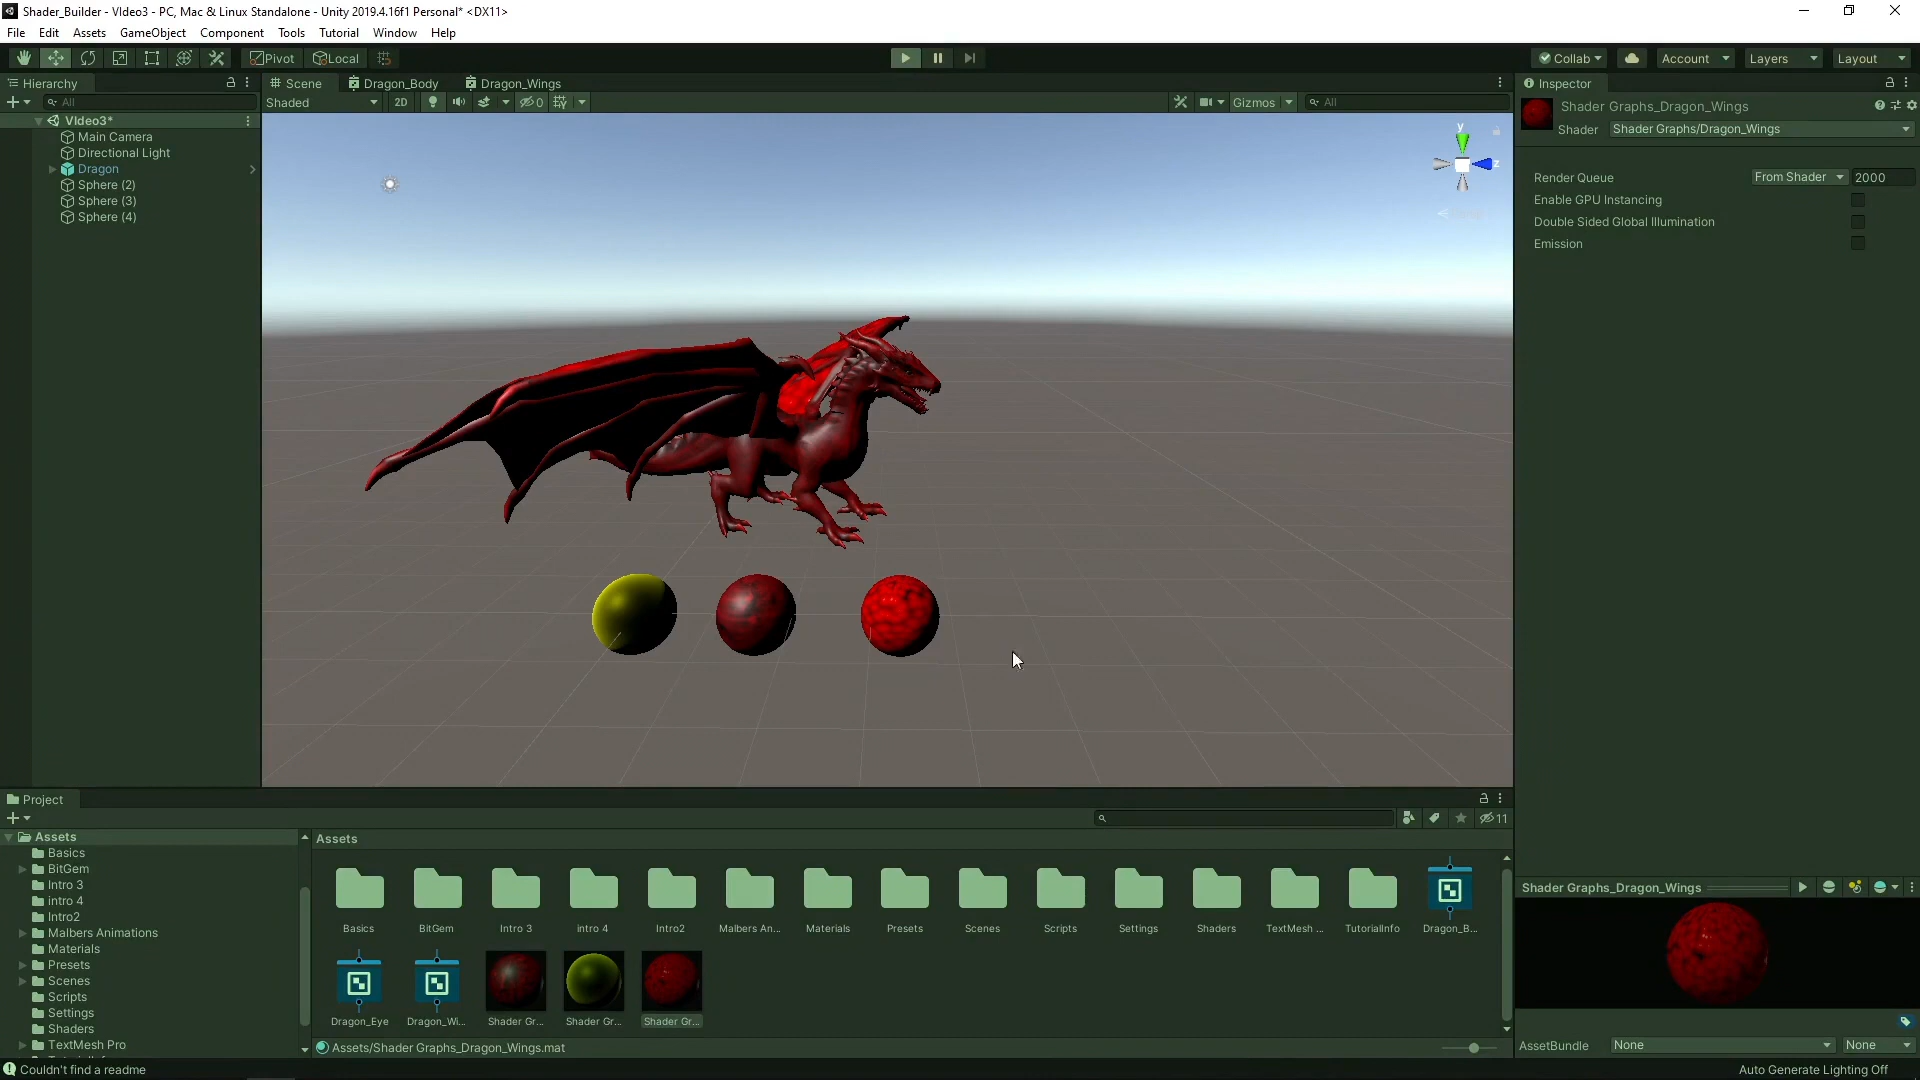 Shader_Builder - VIdeo3 - PC, Mac & Linux Standalone - Unity 2019.4.16f1 Personal* <DX11>
File Edit Assets GameObject Component Tools Tutorial Window Help
Pivot Local Collab Account Layers Layout
Hierarchy
All
VIdeo3*
Main Camera
Directional Light
Dragon
Sphere (2)
Sphere (3)
Sphere (4)
Scene Dragon_Body Dragon_Wings
Shaded 2D 0 Gizmos All
y
z
Inspector
Shader Graphs_Dragon_Wings
Shader Shader Graphs/Dragon_Wings
Render Queue From Shader 2000
Enable GPU Instancing
Double Sided Global Illumination
Emission
Project
11
Assets
Basics
BitGem
Intro 3
intro 4
Intro2
Malbers Animations
Materials
Presets
Scenes
Scripts
Settings
Shaders
TextMesh Pro
Assets
Basics BitGem Intro 3 intro 4 Intro2 Malbers An... Materials Presets Scenes Scripts Settings Shaders TextMesh ... TutorialInfo Dragon_B...
Dragon_Eye Dragon_Wi... Shader Gr... Shader Gr... Shader Gr...
Assets/Shader Graphs_Dragon_Wings.mat
Shader Graphs_Dragon_Wings
AssetBundle None None
Couldn't find a readme
Auto Generate Lighting Off